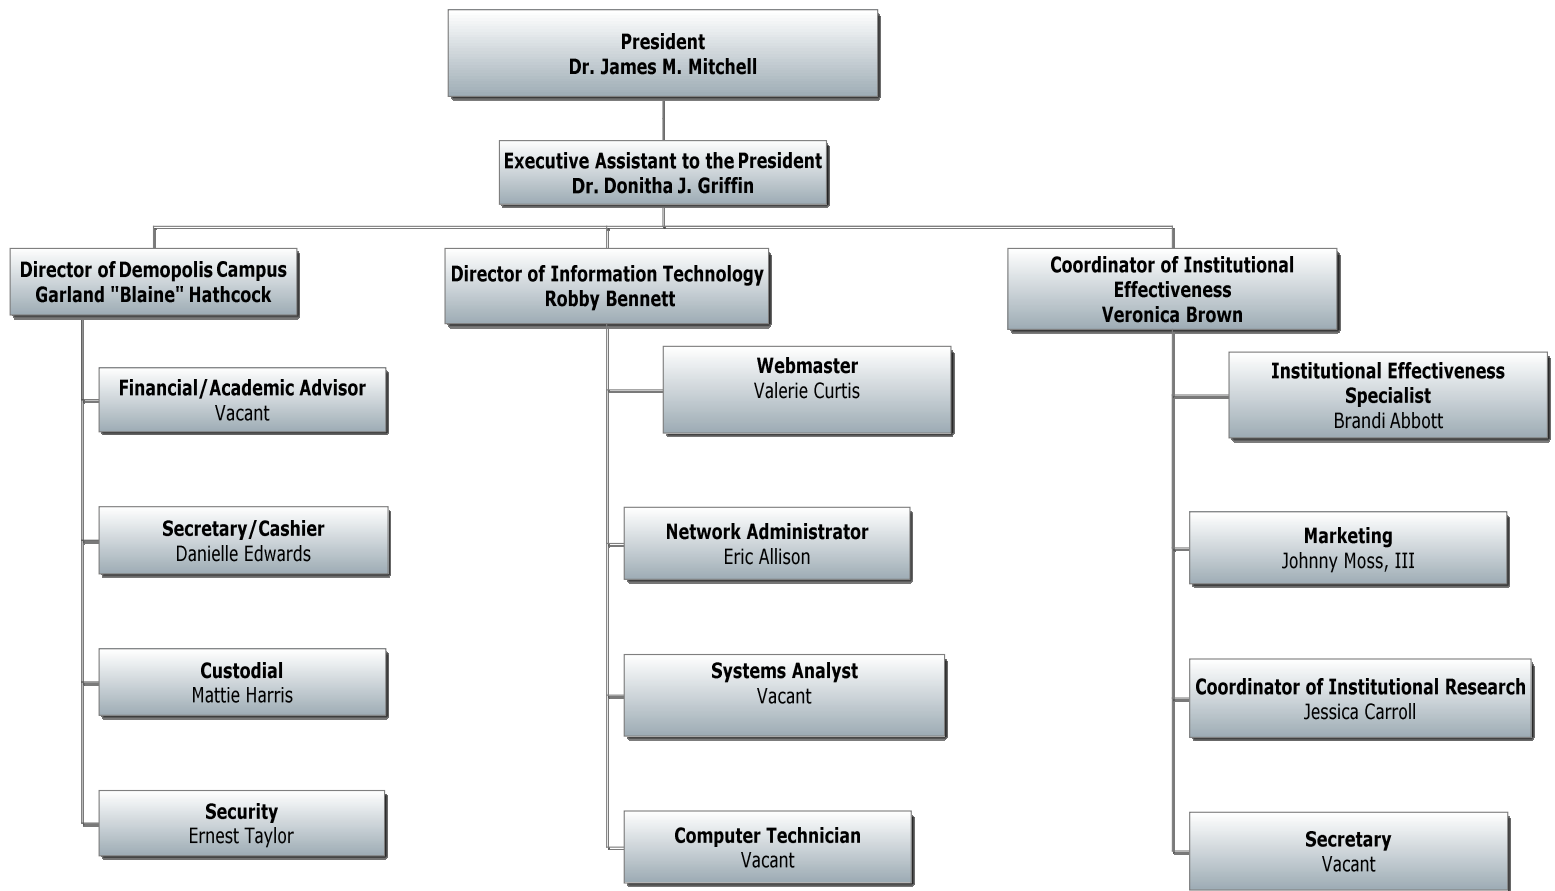 President
Dr. James M. Mitchell
Executive Assistant to the President
Dr. Donitha J. Griffin
Director of Demopolis Campus
Garland "Blaine" Hathcock
Financial/Academic Advisor
Vacant
Secretary/Cashier
Danielle Edwards
Custodial
Mattie Harris
Security
Ernest Taylor
Director of Information Technology
Robby Bennett
Webmaster
Valerie Curtis
Network Administrator
Eric Allison
Systems Analyst
Vacant
Computer Technician
Vacant
Coordinator of Institutional
Effectiveness
Veronica Brown
Institutional Effectiveness
Specialist
Brandi Abbott
Marketing
Johnny Moss, III
Coordinator of Institutional Research
Jessica Carroll
Secretary
Vacant